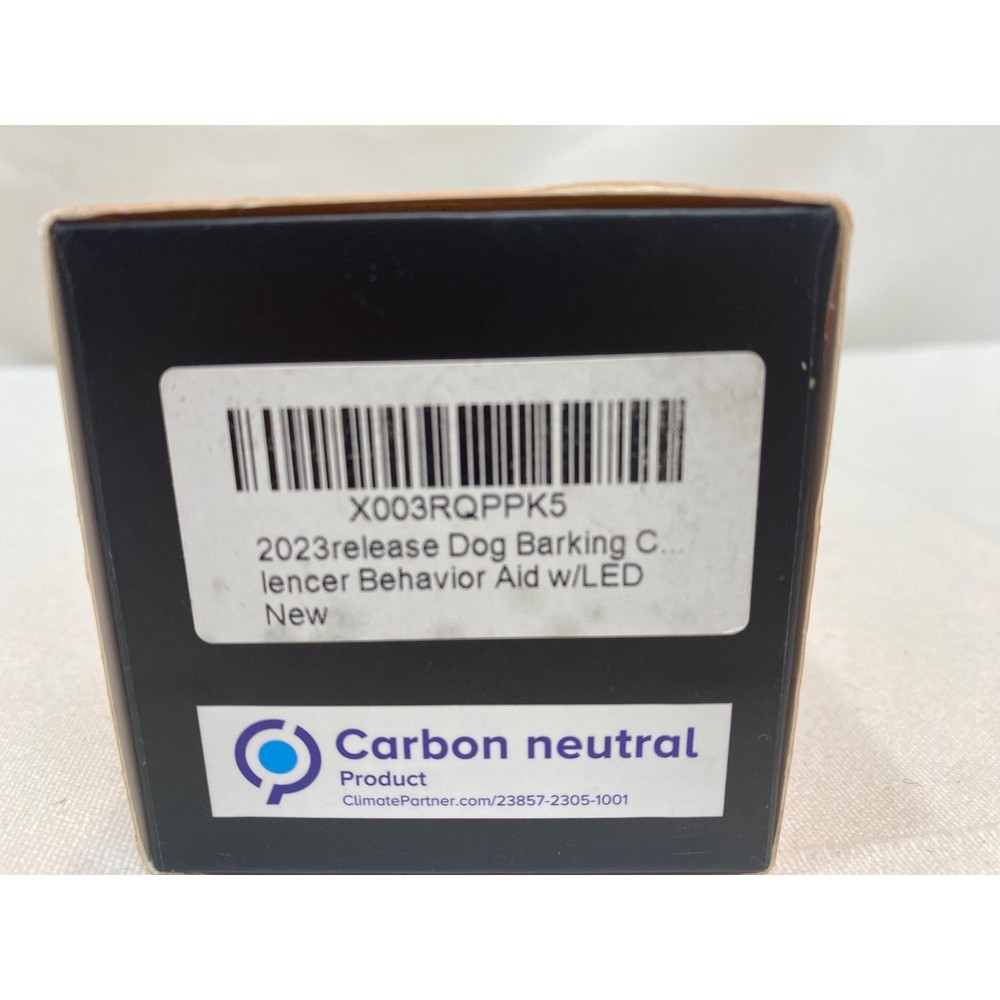 X003RQPPK5
2023release Dog Barking C...
lencer Behavior Aid w/LED
New
Carbon neutral
Product
ClimatePartner.com/23857-2305-1001